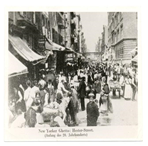 New Yorker Ghetto: Hester-Street.
(Anfang des 20. Jahrhunderts)